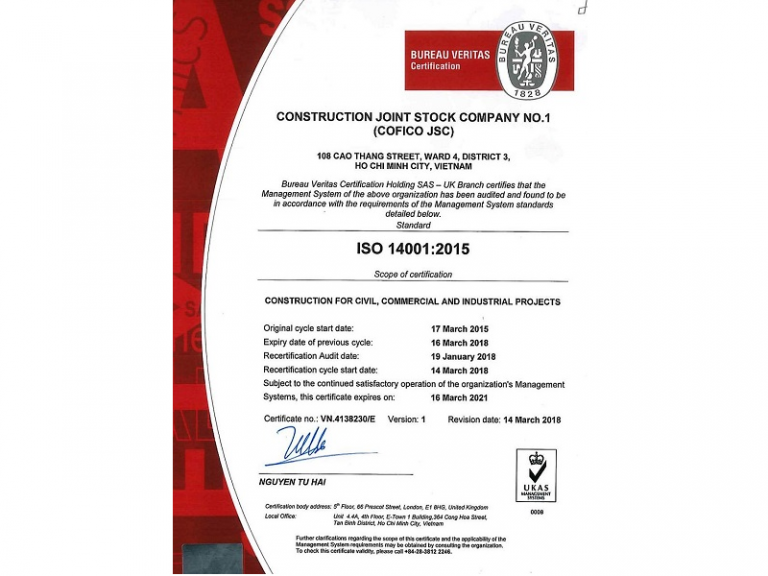 BUREAU VERITAS
Certification
BUREAU VERITAS
1828
CONSTRUCTION JOINT STOCK COMPANY NO.1
(COFICO JSC)
108 CAO THANG STREET, WARD 4, DISTRICT 3,
HO CHI MINH CITY, VIETNAM
Bureau Veritas Certification Holding SAS – UK Branch certifies that the
Management System of the above organization has been audited and found to be
in accordance with the requirements of the Management System standards
detailed below.
Standard
ISO 14001:2015
Scope of certification
CONSTRUCTION FOR CIVIL, COMMERCIAL AND INDUSTRIAL PROJECTS
Original cycle start date: 17 March 2015
Expiry date of previous cycle: 16 March 2018
Recertification Audit date: 19 January 2018
Recertification cycle start date: 14 March 2018
Subject to the continued satisfactory operation of the organization's Management
Systems, this certificate expires on: 16 March 2021
Certificate no.: VN.4138230/E Version: 1 Revision date: 14 March 2018
NGUYEN TU HAI
UKAS
MANAGEMENT
SYSTEMS
0008
Certification body address: 5th Floor, 66 Prescot Street, London, E1 8HG, United Kingdom
Local Office: Unit 4.4A, 4th Floor, E-Town 1 Building,364 Cong Hoa Street,
Tan Binh District, Ho Chi Minh City, Vietnam
Further clarifications regarding the scope of this certificate and the applicability of the
Management System requirements may be obtained by consulting the organization.
To check this certificate validity, please call +84-28-3812 2246.